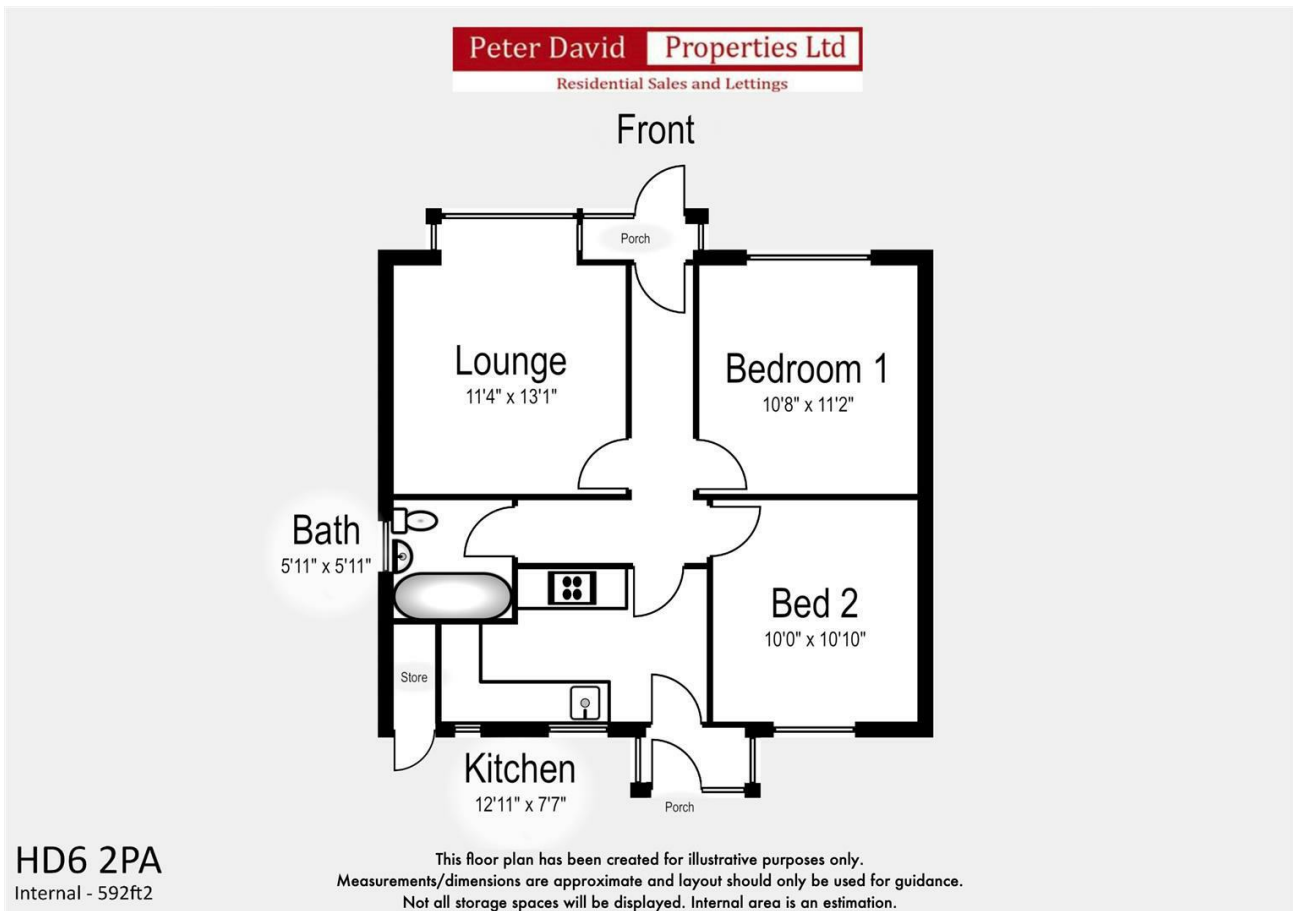 Peter David Properties Ltd
Residential Sales and Lettings
Front
Porch
Lounge
11'4" x 13'1"
Bedroom 1
10'8" x 11'2"
Bath
5'11" x 5'11"
Bed 2
10'0" x 10'10"
Store
Kitchen
12'11" x 7'7"
Porch
HD6 2PA
Internal - 592ft2
This floor plan has been created for illustrative purposes only.
Measurements/dimensions are approximate and layout should only be used for guidance.
Not all storage spaces will be displayed. Internal area is an estimation.